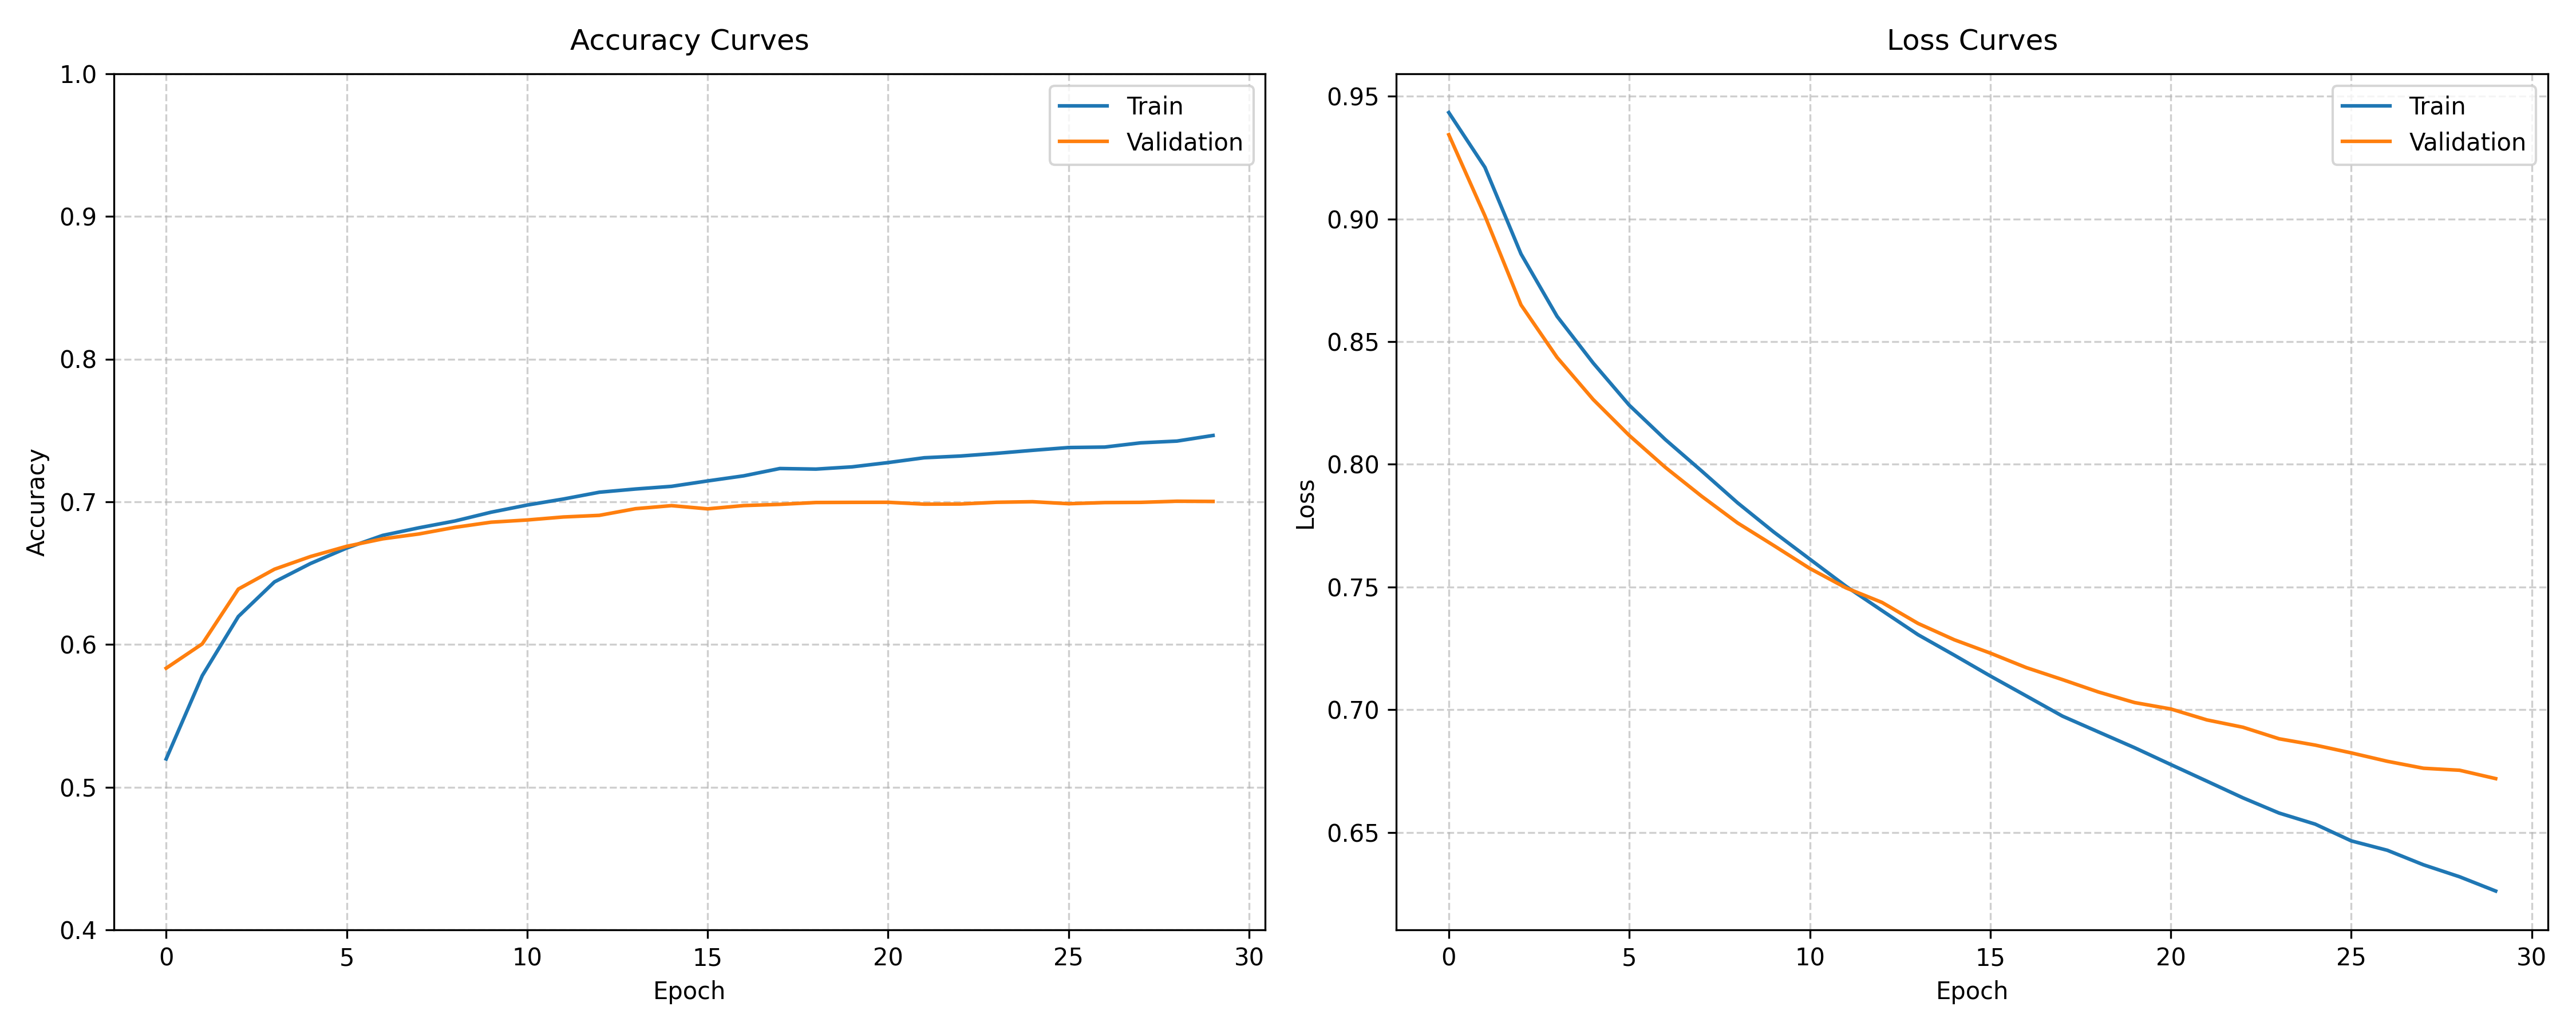 Accuracy Curves
1.0
0.9
0.8
0.7
0.6
0.5
0.4
Accuracy
0 5 10 15 20 25 30
Epoch
Train
Validation
Loss Curves
0.95
0.90
0.85
0.80
0.75
0.70
0.65
Loss
0 5 10 15 20 25 30
Epoch
Train
Validation